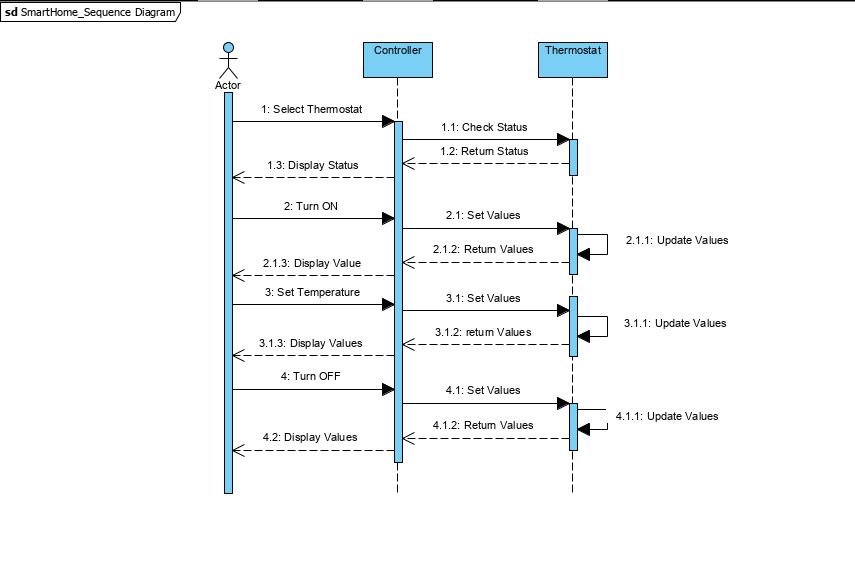 sd SmartHome_Sequence Diagram
Controller
Thermostat
Actor
1: Select Thermostat
1.1: Check Status
1.2: Return Status
1.3: Display Status
2: Turn ON
2.1: Set Values
2.1.1: Update Values
2.1.2: Return Values
2.1.3: Display Value
3: Set Temperature
3.1: Set Values
3.1.1: Update Values
3.1.2: return Values
3.1.3: Display Values
4: Turn OFF
4.1: Set Values
4.1.1: Update Values
4.1.2: Return Values
4.2: Display Values